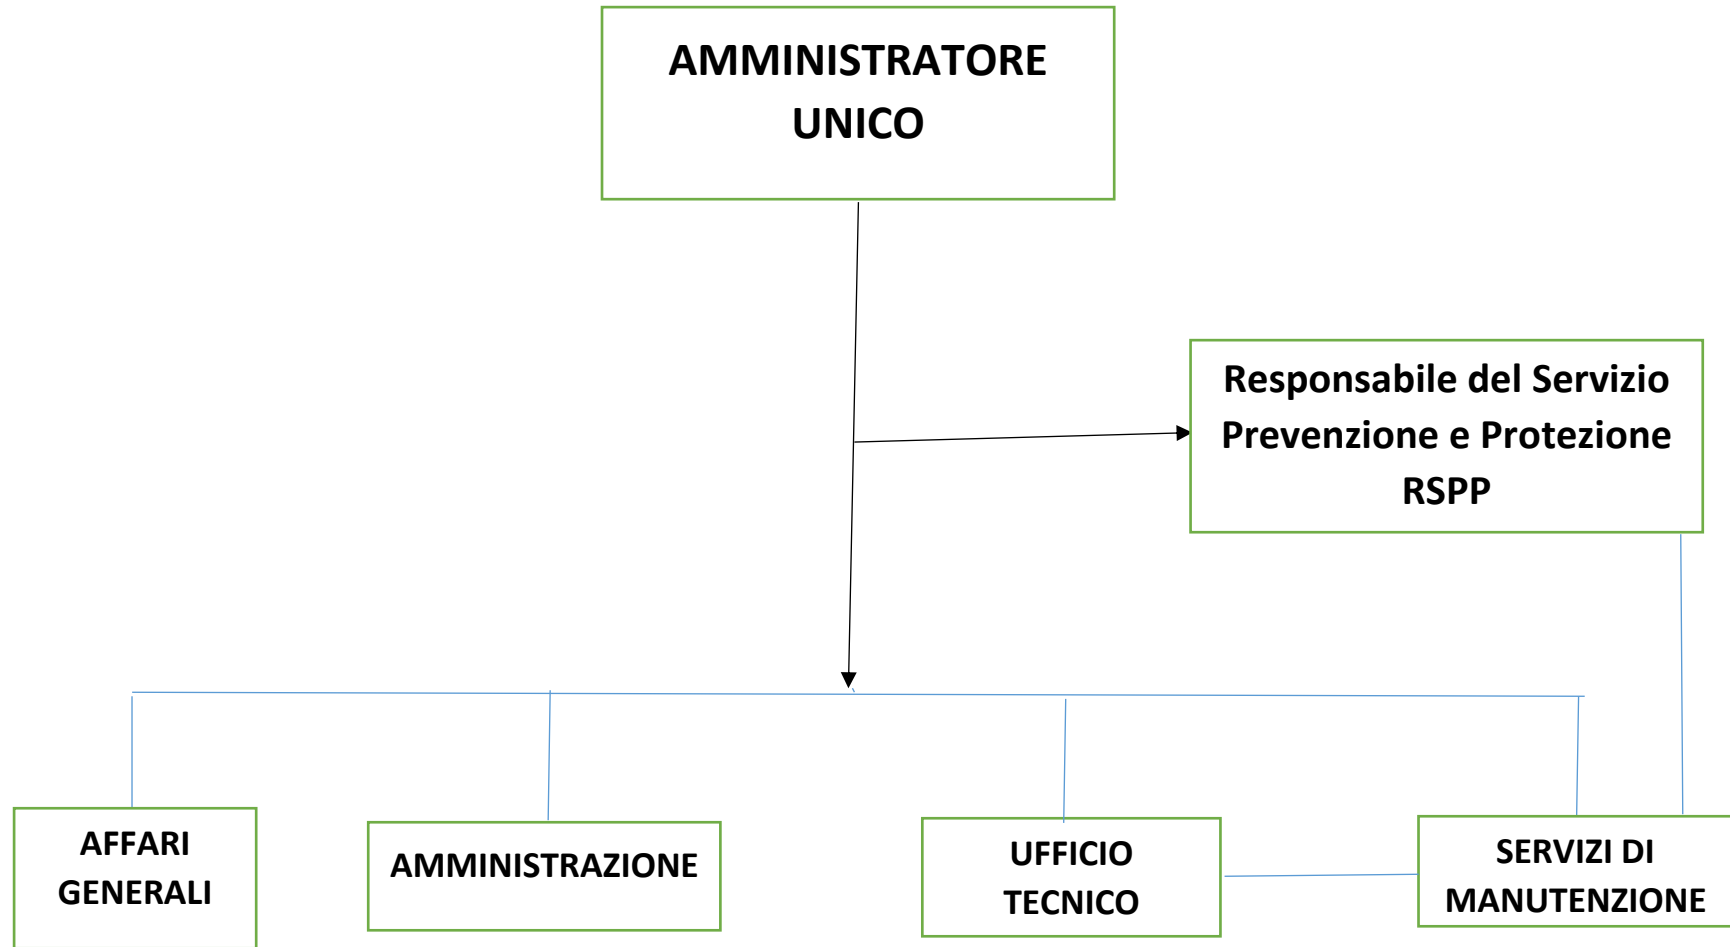 AMMINISTRATORE
UNICO
Responsabile del Servizio
Prevenzione e Protezione
RSPP
AFFARI
GENERALI
AMMINISTRAZIONE
UFFICIO
TECNICO
SERVIZI DI
MANUTENZIONE